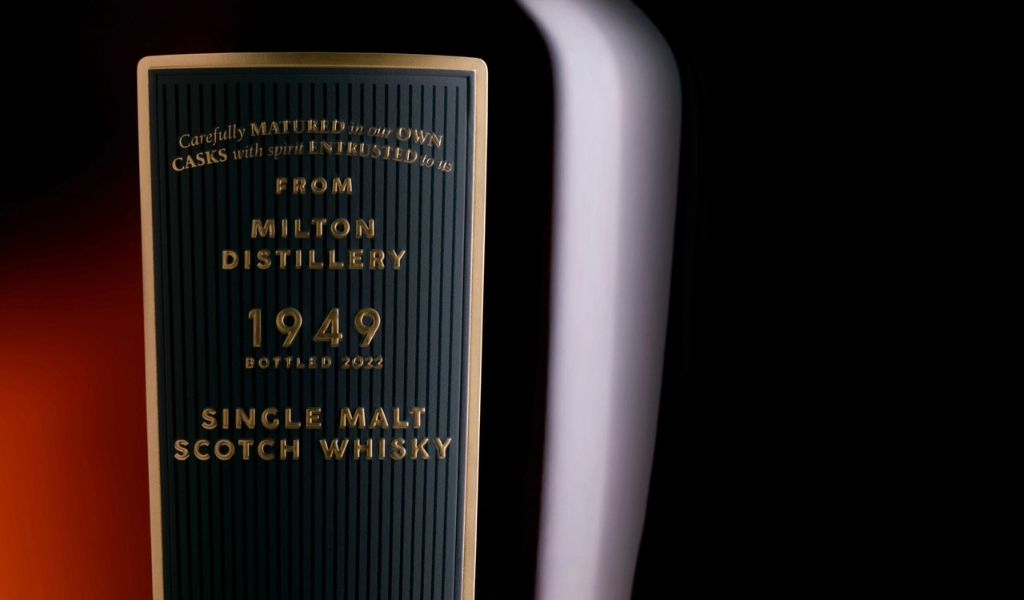 Carefully MATURED in our OWN
CASKS with spirit ENTRUSTED to us
FROM
MILTON
DISTILLERY
1949
BOTTLED 2022
SINGLE MALT
SCOTCH WHISKY